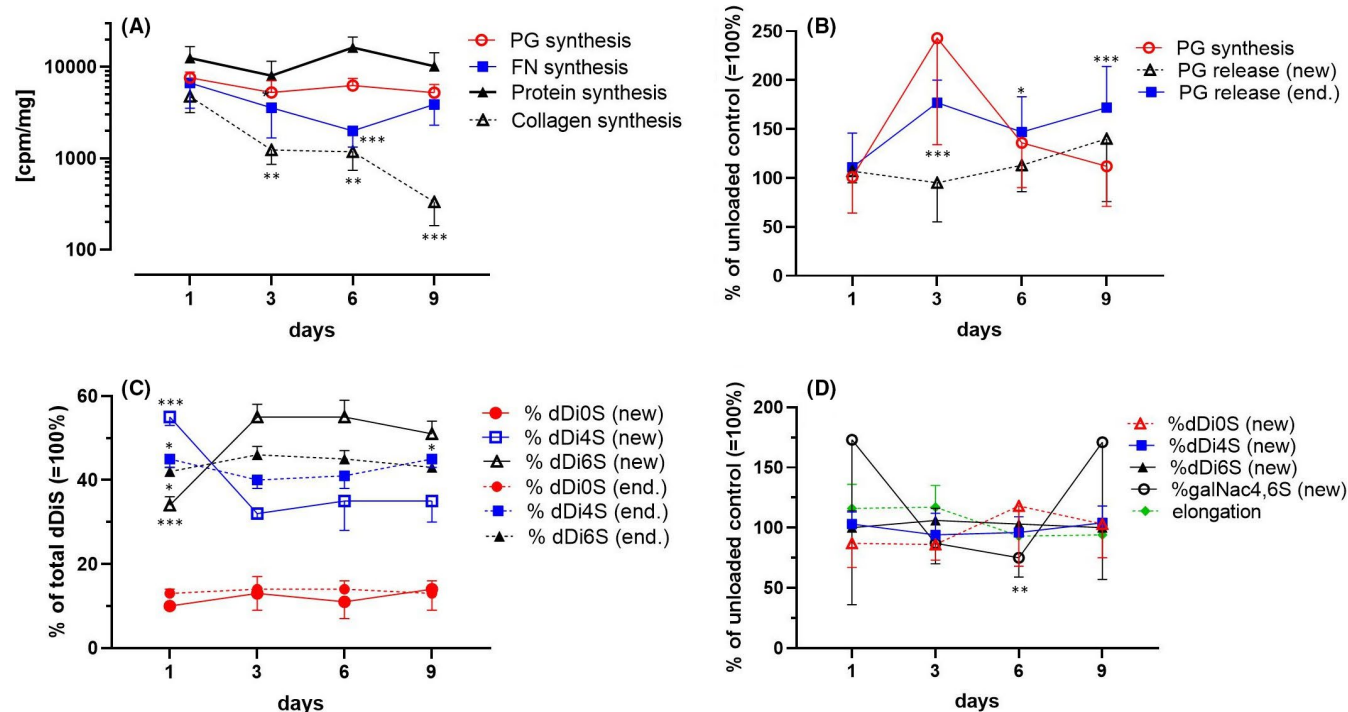 (A)
[cpm/mg]
10000
1000
100
**
***
**
***
1 3 6 9
days
PG synthesis
FN synthesis
Protein synthesis
Collagen synthesis
(B)
% of unloaded control (=100%)
250
200
150
100
50
0
***
*
***
1 3 6 9
days
PG synthesis
PG release (new)
PG release (end.)
(C)
% of total dDiS (=100%)
60
40
20
0
***
*
*
***
*
1 3 6 9
days
% dDi0S (new)
% dDi4S (new)
% dDi6S (new)
% dDi0S (end.)
% dDi4S (end.)
% dDi6S (end.)
(D)
% of unloaded control (=100%)
200
150
100
50
0
**
1 3 6 9
days
%dDi0S (new)
%dDi4S (new)
%dDi6S (new)
%galNac4,6S (new)
elongation